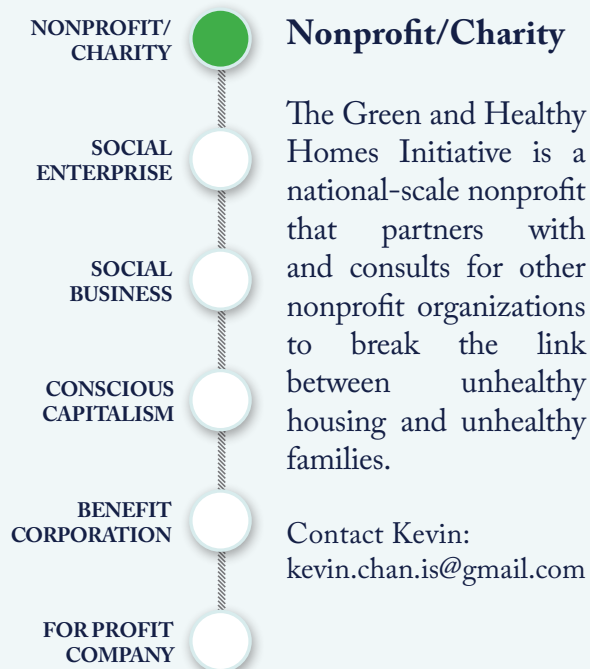 NONPROFIT/
CHARITY
SOCIAL
ENTERPRISE
SOCIAL
BUSINESS
CONSCIOUS
CAPITALISM
BENEFIT
CORPORATION
FOR PROFIT
COMPANY
Nonprofit/Charity
The Green and Healthy
Homes Initiative is a
national-scale nonprofit
that partners with
and consults for other
nonprofit organizations
to break the link
between unhealthy
housing and unhealthy
families.
Contact Kevin:
kevin.chan.is@gmail.com